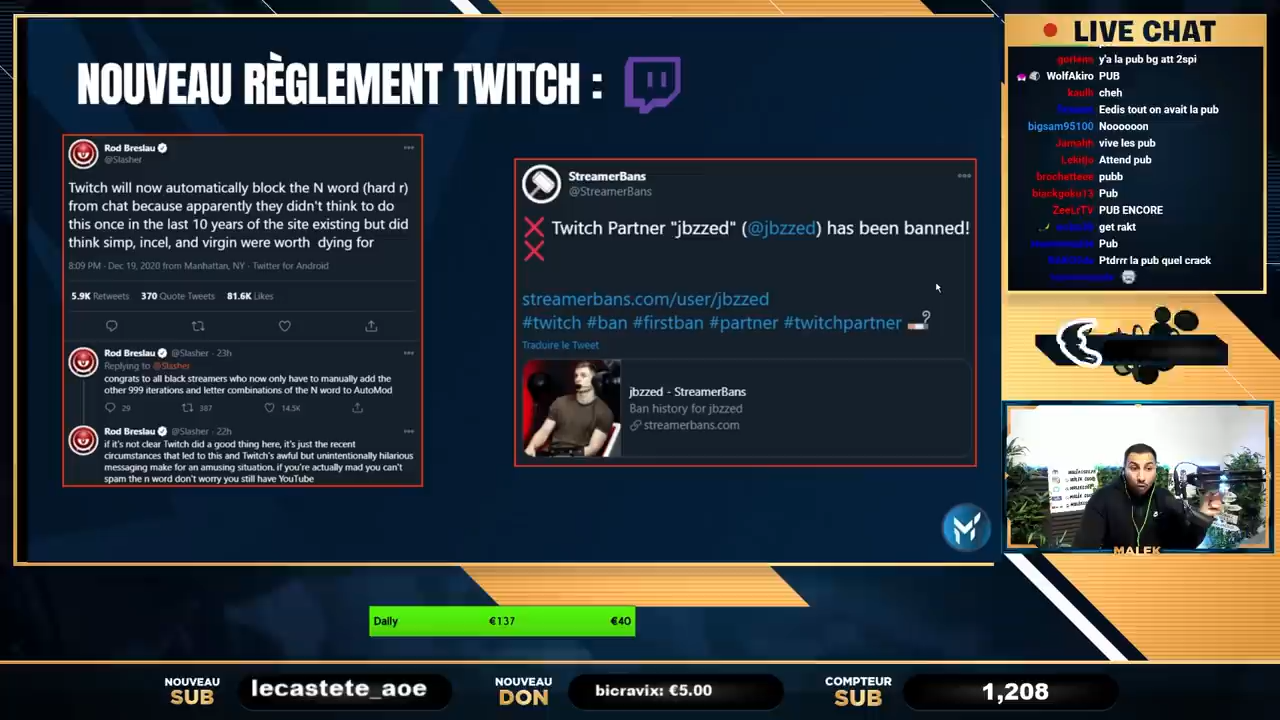 NOUVEAU RÈGLEMENT TWITCH :
Rod Breslau
@Slasher
Twitch will now automatically block the N word (hard r)
from chat because apparently they didn't think to do
this once in the last 10 years of the site existing but did
think simp, incel, and virgin were worth dying for
8:09 PM · Dec 19, 2020 from Manhattan, NY · Twitter for Android
5.9K Retweets 370 Quote Tweets 81.6K Likes
Rod Breslau @Slasher · 23h
Replying to @Slasher
congrats to all black streamers who now only have to manually add the
other 999 iterations and letter combinations of the N word to AutoMod
29 387 14.5K
Rod Breslau @Slasher · 22h
if it's not clear Twitch did a good thing here, it's just the recent
circumstances that led to this and Twitch's awful but unintentionally hilarious
messaging make for an amusing situation. if you're actually mad you can't
spam the n word don't worry you still have YouTube
StreamerBans
@StreamerBans
❌ Twitch Partner "jbzzed" (@jbzzed) has been banned!
❌
streamerbans.com/user/jbzzed
#twitch #ban #firstban #partner #twitchpartner
Traduire le Tweet
jbzzed - StreamerBans
Ban history for jbzzed
streamerbans.com
LIVE CHAT
y'a la pub bg att 2spi
WolfAkiro PUB
kaulh cheh
Eedis tout on avait la pub
bigsam95100 Nooooooon
vive les pub
Lekitjo Attend pub
pubb
Pub
ZeeLrTV PUB ENCORE
get rakt
Pub
Ptdrrr la pub quel crack
MALEK
Daily €137 €40
NOUVEAU SUB
lecastete_aoe
NOUVEAU DON
bicravix: €5.00
COMPTEUR SUB
1,208